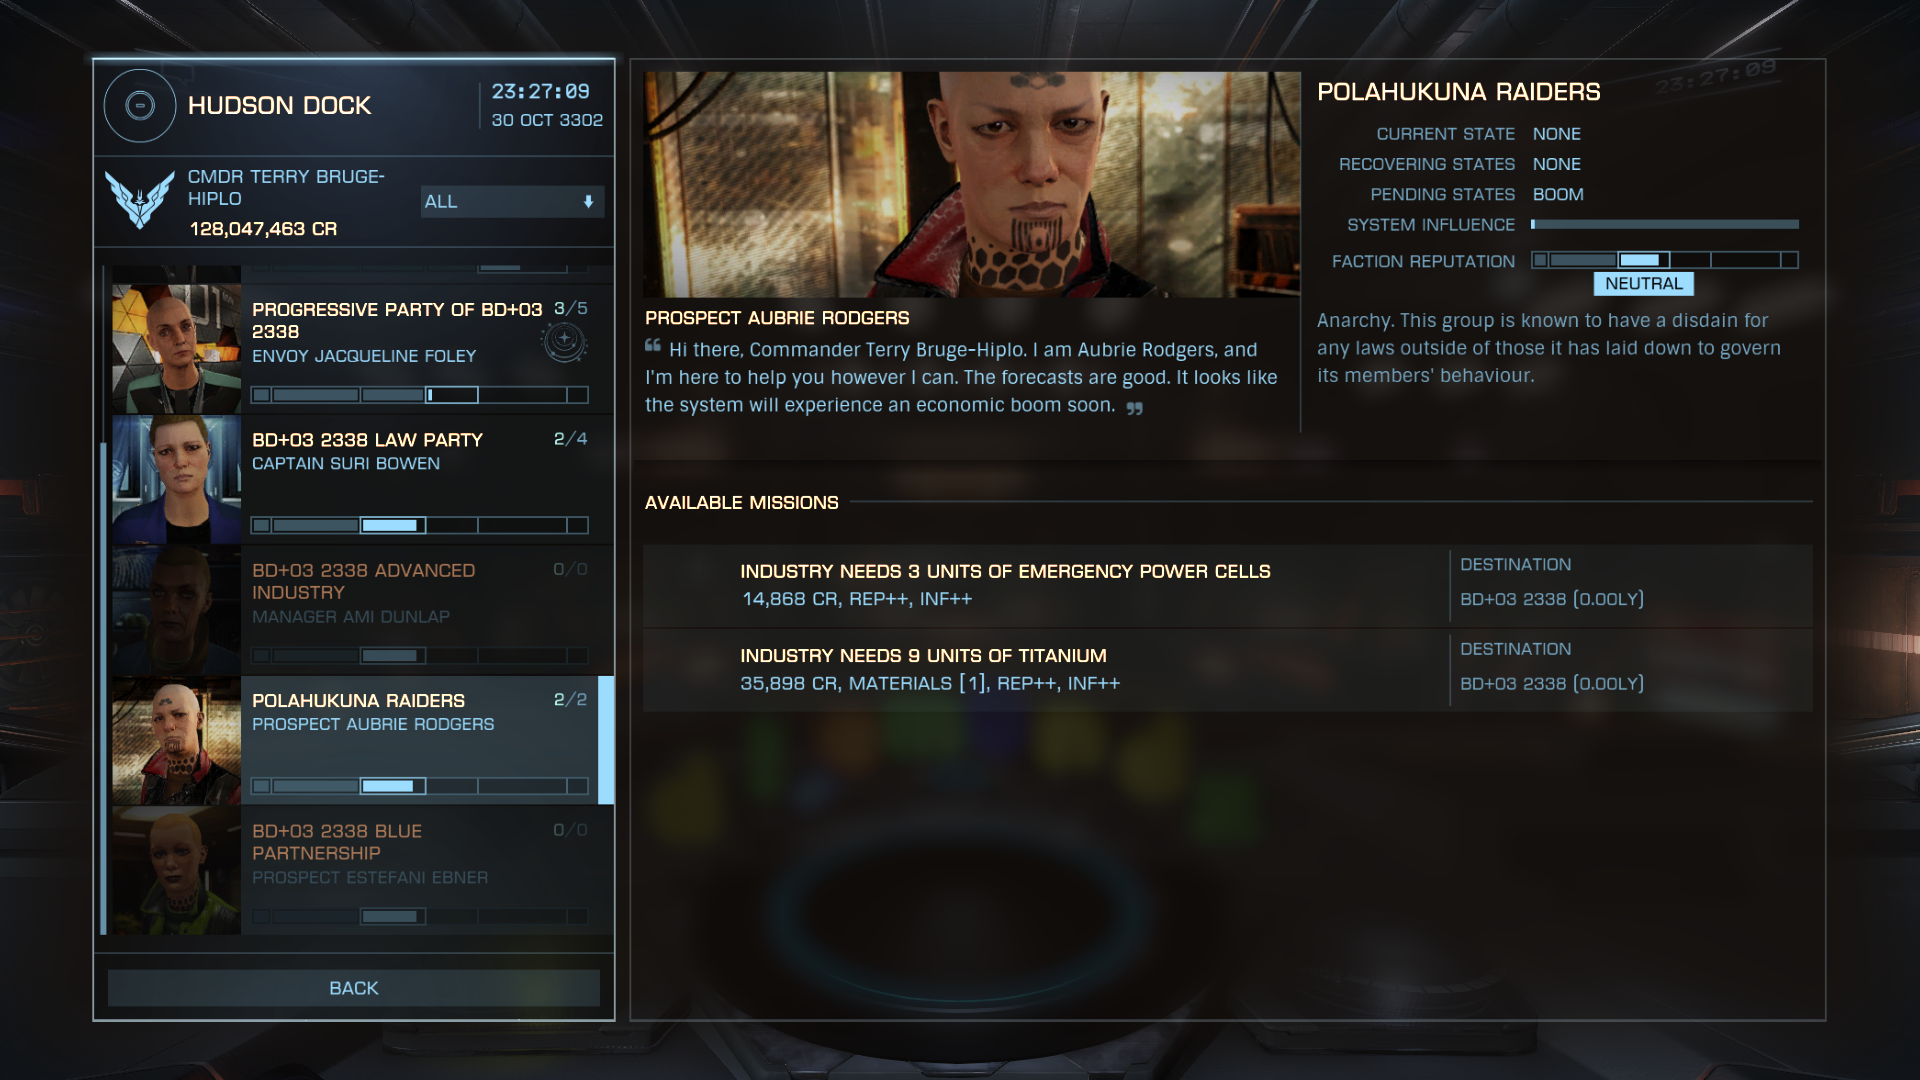 HUDSON DOCK
23:27:09
30 OCT 3302
CMDR TERRY BRUGE-
HIPLO
128,047,463 CR
ALL
PROGRESSIVE PARTY OF BD+03
2338
3/5
ENVOY JACQUELINE FOLEY
BD+03 2338 LAW PARTY
2/4
CAPTAIN SURI BOWEN
BD+03 2338 ADVANCED
INDUSTRY
0/0
MANAGER AMI DUNLAP
POLAHUKUNA RAIDERS
2/2
PROSPECT AUBRIE RODGERS
BD+03 2338 BLUE
PARTNERSHIP
0/0
PROSPECT ESTEFANI EBNER
BACK
PROSPECT AUBRIE RODGERS
“ Hi there, Commander Terry Bruge-Hiplo. I am Aubrie Rodgers, and
I'm here to help you however I can. The forecasts are good. It looks like
the system will experience an economic boom soon. ”
POLAHUKUNA RAIDERS
23:27:09
CURRENT STATE NONE
RECOVERING STATES NONE
PENDING STATES BOOM
SYSTEM INFLUENCE
FACTION REPUTATION
NEUTRAL
Anarchy. This group is known to have a disdain for
any laws outside of those it has laid down to govern
its members' behaviour.
AVAILABLE MISSIONS
INDUSTRY NEEDS 3 UNITS OF EMERGENCY POWER CELLS
14,868 CR, REP++, INF++
DESTINATION
BD+03 2338 (0.00LY)
INDUSTRY NEEDS 9 UNITS OF TITANIUM
35,898 CR, MATERIALS [1], REP++, INF++
DESTINATION
BD+03 2338 (0.00LY)